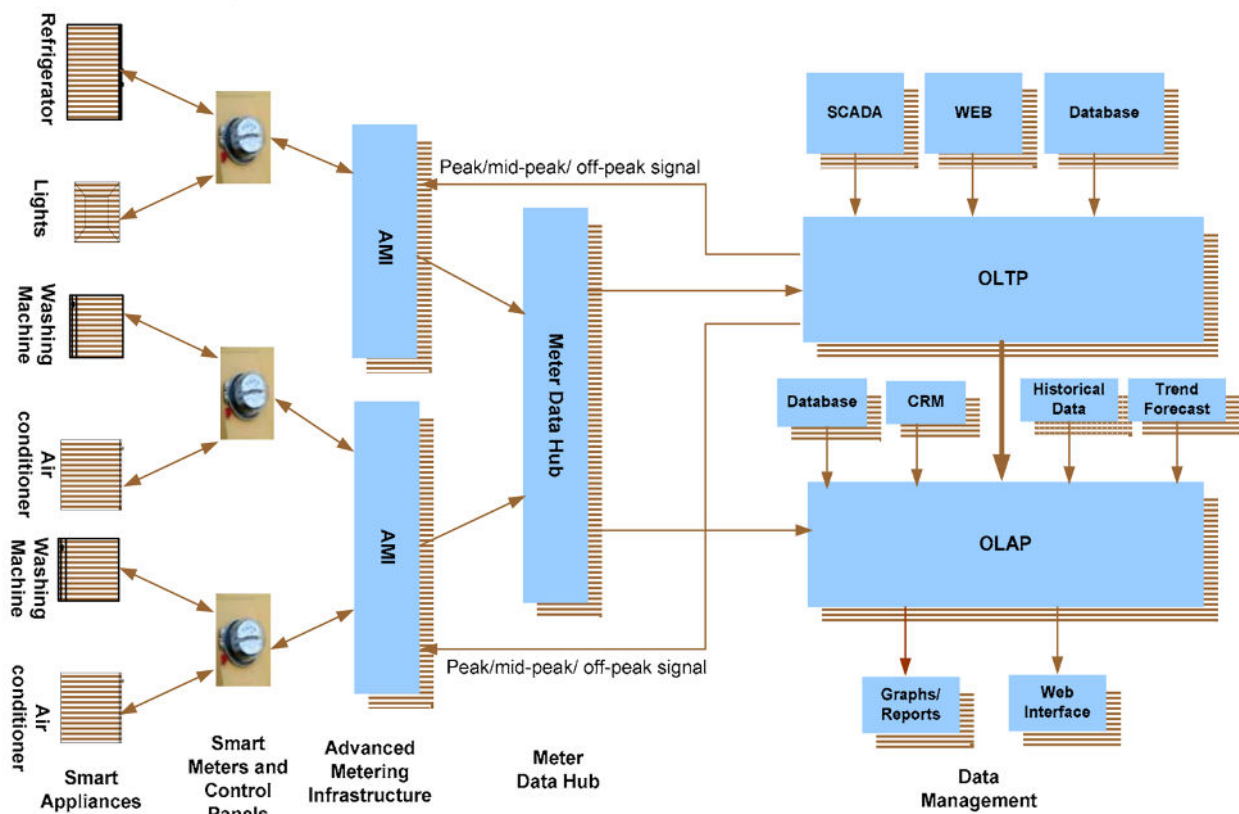 Refrigerator
Lights
Washing
Machine
Air
conditioner
Washing
Machine
Air
conditioner
AMI
AMI
Peak/mid-peak/ off-peak signal
Peak/mid-peak/ off-peak signal
Meter Data Hub
SCADA
WEB
Database
OLTP
Database
CRM
Historical
Data
Trend
Forecast
OLAP
Graphs/
Reports
Web
Interface
Smart
Appliances
Smart
Meters and
Control
Panels
Advanced
Metering
Infrastructure
Meter
Data Hub
Data
Management